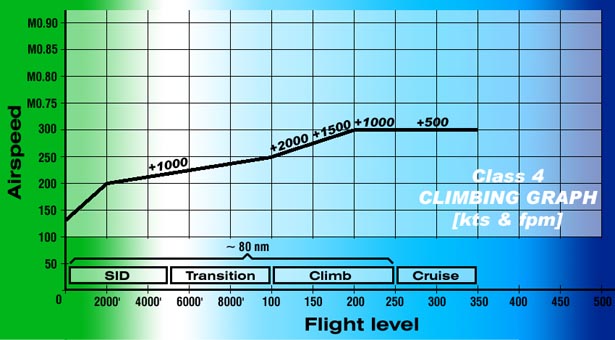 M0.90
M0.85
M0.80
M0.75
300
250
200
150
100
50
0
Airspeed
+1000
+2000
+1500
+1000
+500
Class 4
CLIMBING GRAPH
[kts & fpm]
~ 80 nm
SID Transition Climb Cruise
2000' 4000' 6000' 8000' 100 150 200 250 300 350 400 450 500
Flight level